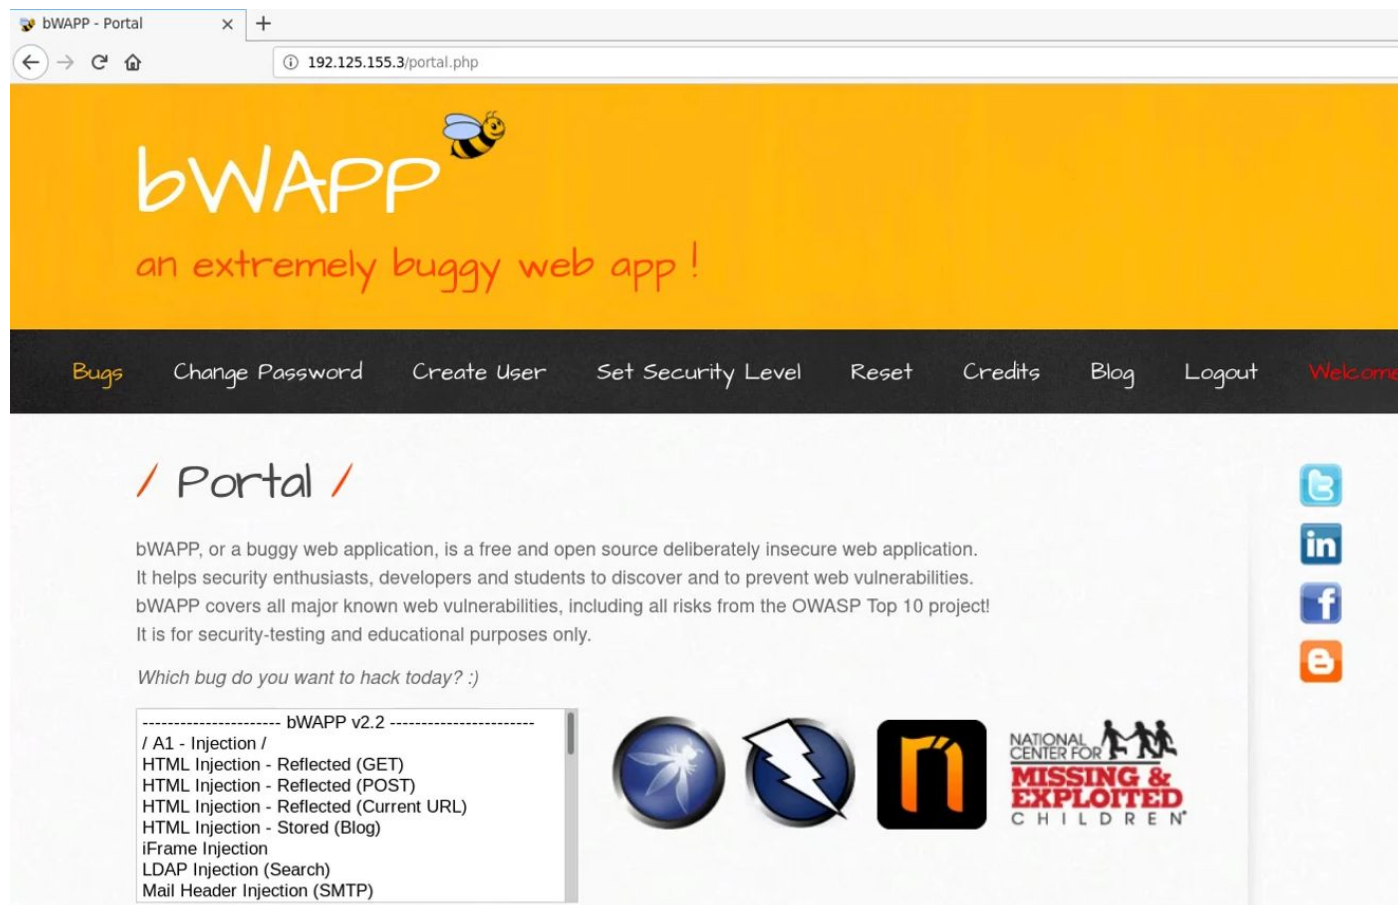 bWAPP - Portal
192.125.155.3/portal.php
bWAPP
an extremely buggy web app !
Bugs Change Password Create User Set Security Level Reset Credits Blog Logout Welcome
/ Portal /
bWAPP, or a buggy web application, is a free and open source deliberately insecure web application.
It helps security enthusiasts, developers and students to discover and to prevent web vulnerabilities.
bWAPP covers all major known web vulnerabilities, including all risks from the OWASP Top 10 project!
It is for security-testing and educational purposes only.
Which bug do you want to hack today? :)
---------------------- bWAPP v2.2 -----------------------
/ A1 - Injection /
HTML Injection - Reflected (GET)
HTML Injection - Reflected (POST)
HTML Injection - Reflected (Current URL)
HTML Injection - Stored (Blog)
iFrame Injection
LDAP Injection (Search)
Mail Header Injection (SMTP)
NATIONAL
CENTER FOR
MISSING &
EXPLOITED
CHILDREN
in